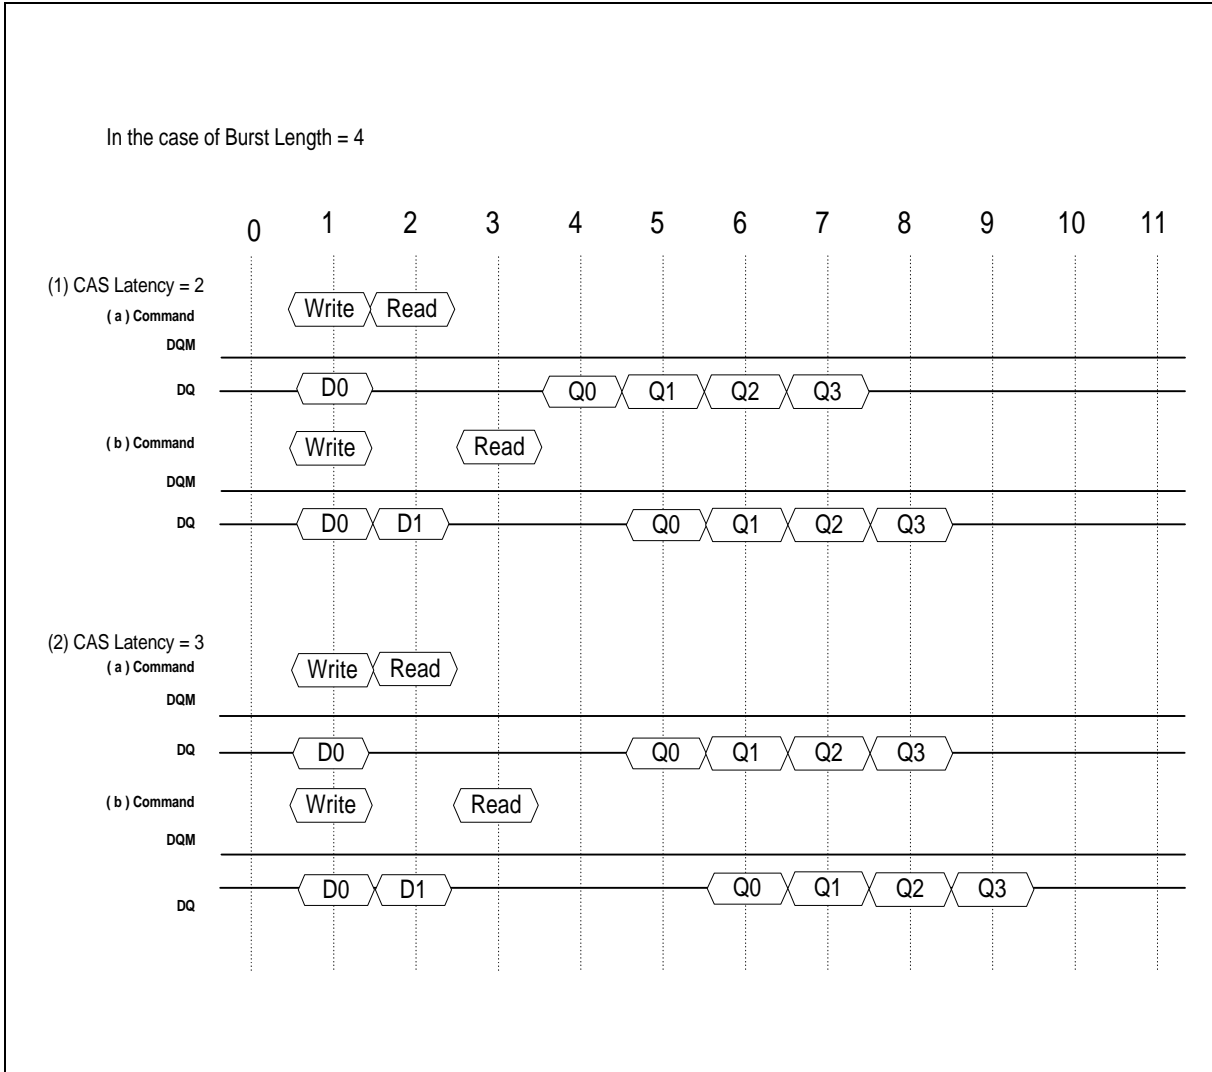 In the case of Burst Length = 4
0 1 2 3 4 5 6 7 8 9 10 11
(1) CAS Latency = 2
( a ) Command Write Read
DQM
DQ D0 Q0 Q1 Q2 Q3
( b ) Command Write Read
DQM
DQ D0 D1 Q0 Q1 Q2 Q3
(2) CAS Latency = 3
( a ) Command Write Read
DQM
DQ D0 Q0 Q1 Q2 Q3
( b ) Command Write Read
DQM
DQ D0 D1 Q0 Q1 Q2 Q3